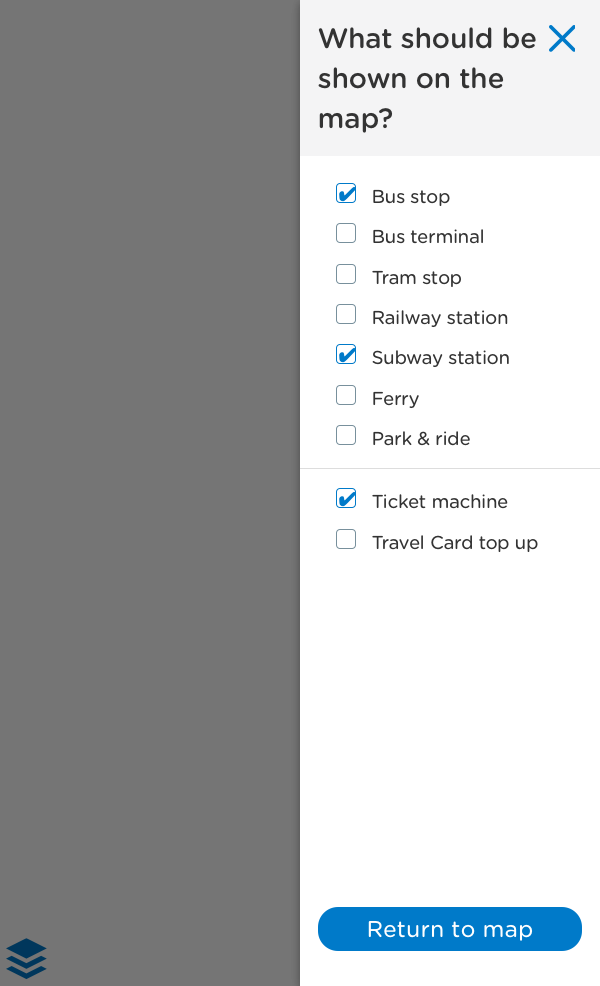 What should be
shown on the
map?
Bus stop
Bus terminal
Tram stop
Railway station
Subway station
Ferry
Park & ride
Ticket machine
Travel Card top up
Return to map